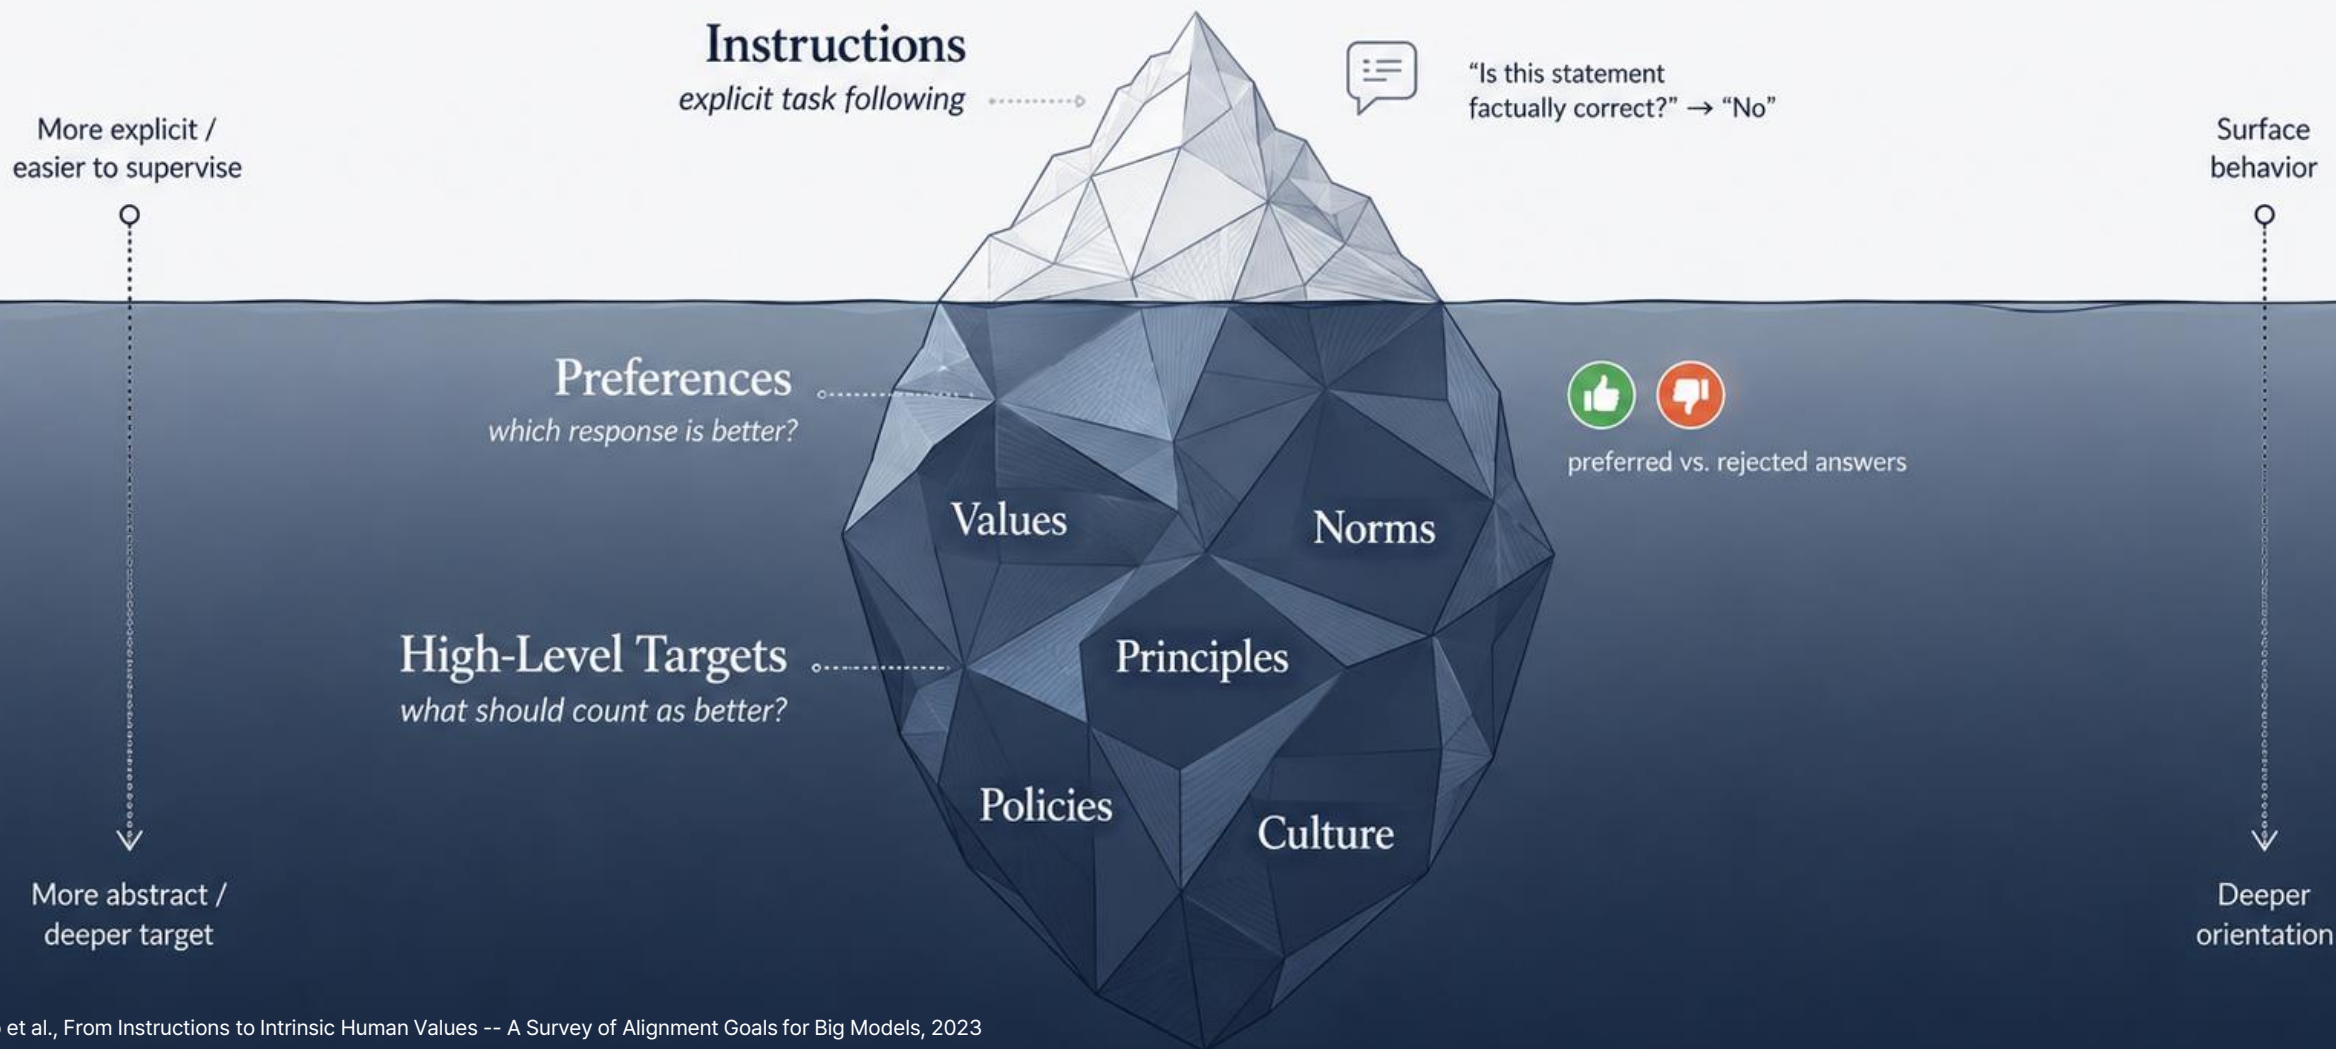 Instructions
explicit task following
“Is this statement
factually correct?” → “No”
More explicit /
easier to supervise
Surface
behavior
Preferences
which response is better?
preferred vs. rejected answers
Values
Norms
High-Level Targets
what should count as better?
Principles
Policies
Culture
More abstract /
deeper target
Deeper
orientation
et al., From Instructions to Intrinsic Human Values -- A Survey of Alignment Goals for Big Models, 2023